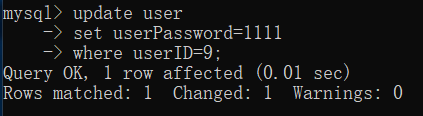 mysql> update user
    -> set userPassword=1111
    -> where userID=9;
Query OK, 1 row affected (0.01 sec)
Rows matched: 1  Changed: 1  Warnings: 0